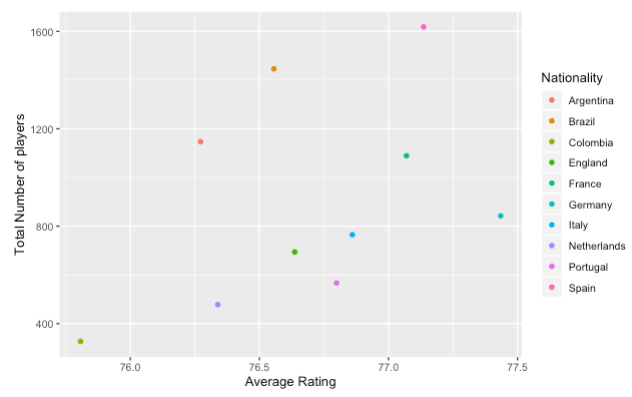 1600
1200
800
400
Total Number of players
76.0 76.5 77.0 77.5
Average Rating
Nationality
Argentina
Brazil
Colombia
England
France
Germany
Italy
Netherlands
Portugal
Spain